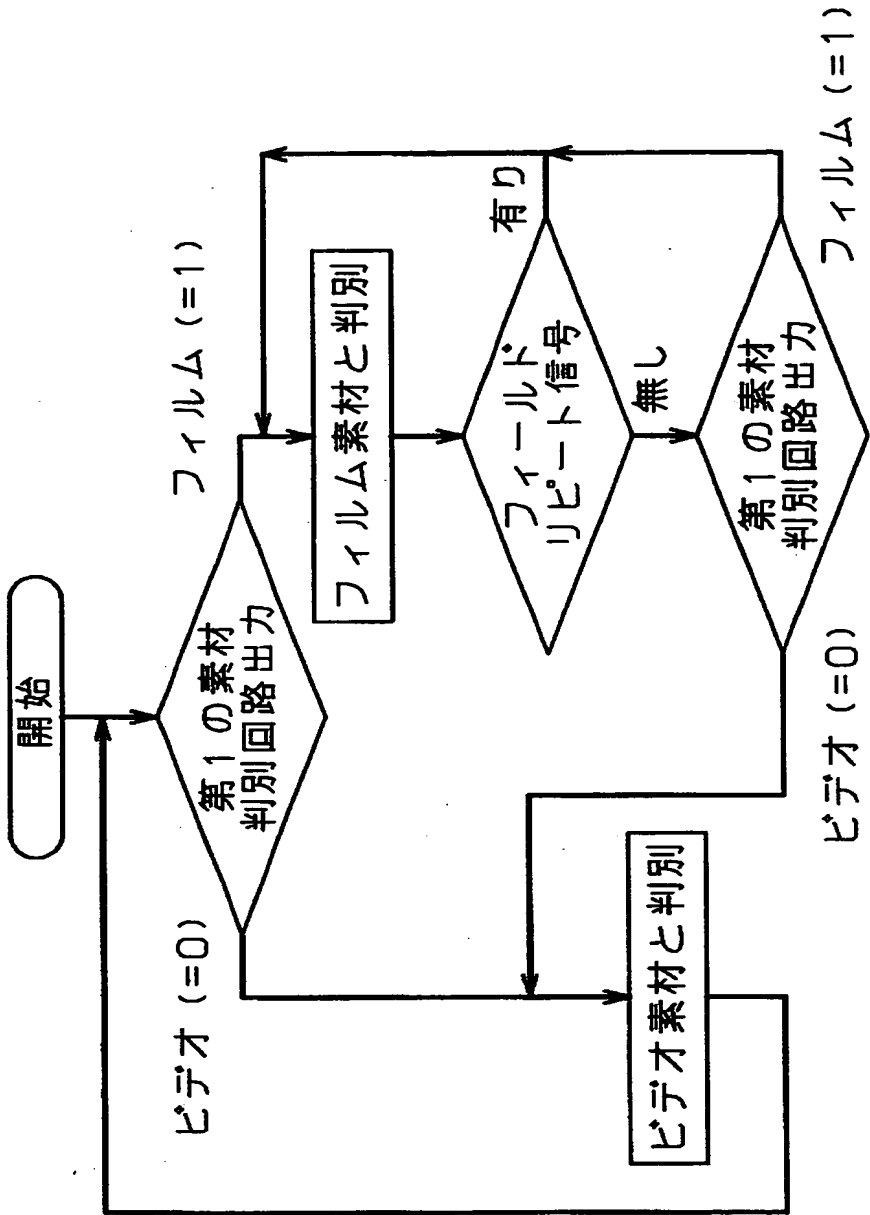 開始
第1の素材
判別回路出力
ビデオ (=0)
フィルム (=1)
フィルム素材と判別
フィールド
リピート信号
有り
無し
第1の素材
判別回路出力
フィルム (=1)
ビデオ (=0)
ビデオ素材と判別